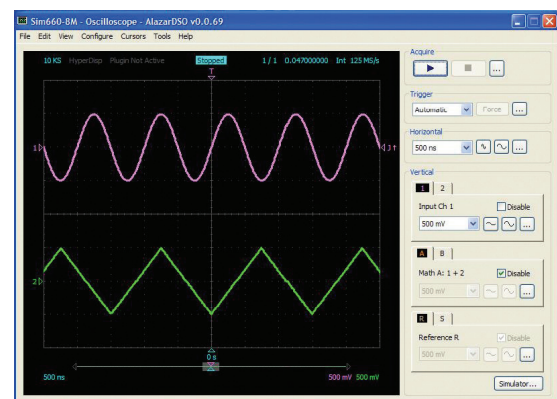 Sim660-8M - Oscilloscope - AlazarDSO v0.0.69
File Edit View Configure Cursors Tools Help
10 KS HyperDisp Plugin Not Active Stopped 1 / 1 0.047000000 Int 125 MS/s
T
1
J↑
2
0 s
500 ns 500 mV 500 mV
Acquire
...
Trigger
Automatic Force ...
Horizontal
500 ns ...
Vertical
1 2
Input Ch 1 Disable
500 mV ...
A B
Math A: 1 + 2 Disable
500 mV ...
R S
Reference R Disable
500 mV ...
Simulator...